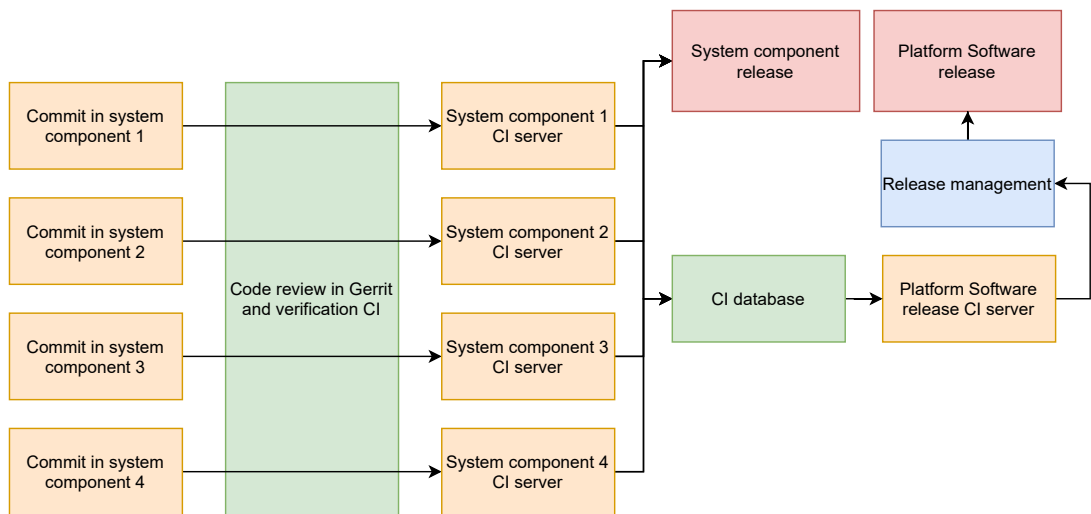 Commit in system
component 1
Commit in system
component 2
Commit in system
component 3
Commit in system
component 4
Code review in Gerrit
and verification CI
System component 1
CI server
System component 2
CI server
System component 3
CI server
System component 4
CI server
System component
release
Platform Software
release
Release management
CI database
Platform Software
release CI server